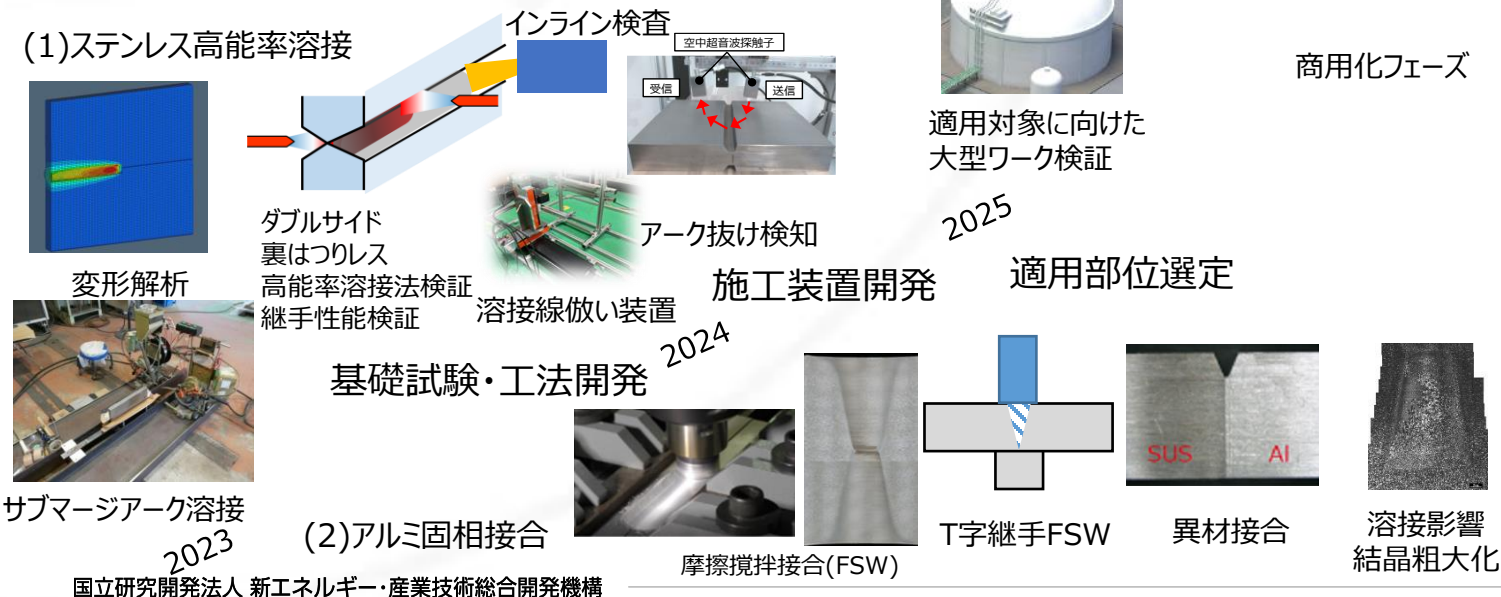 (1)ステンレス高能率溶接
インライン検査
空中超音波探触子
受信
送信
商用化フェーズ
適用対象に向けた
大型ワーク検証
変形解析
ダブルサイド
裏はつりレス
高能率溶接法検証
継手性能検証
溶接線倣い装置
アーク抜け検知
2025
施工装置開発
適用部位選定
2024
基礎試験・工法開発
SUS
Al
サブマージアーク溶接
2023
(2)アルミ固相接合
摩擦撹拌接合(FSW)
T字継手FSW
異材接合
溶接影響
結晶粗大化
国立研究開発法人 新エネルギー・産業技術総合開発機構